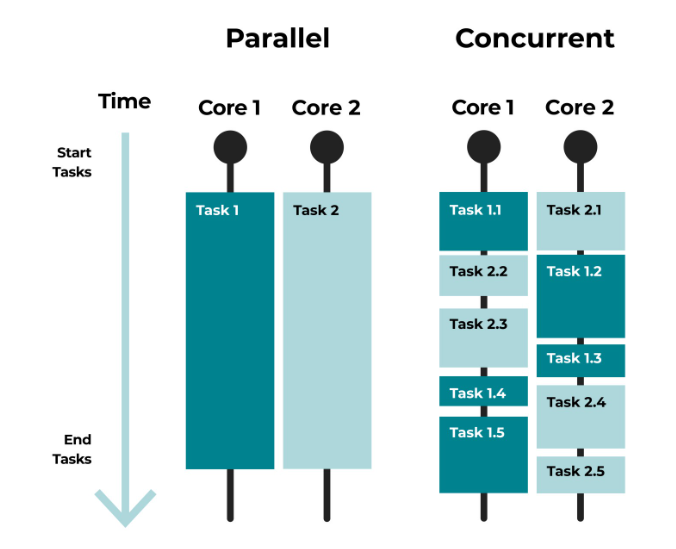 Parallel
Concurrent
Time
Core 1
Core 2
Core 1
Core 2
Start
Tasks
Task 1
Task 2
Task 1.1
Task 2.1
Task 2.2
Task 1.2
Task 2.3
Task 1.3
Task 1.4
Task 2.4
Task 1.5
End
Tasks
Task 2.5